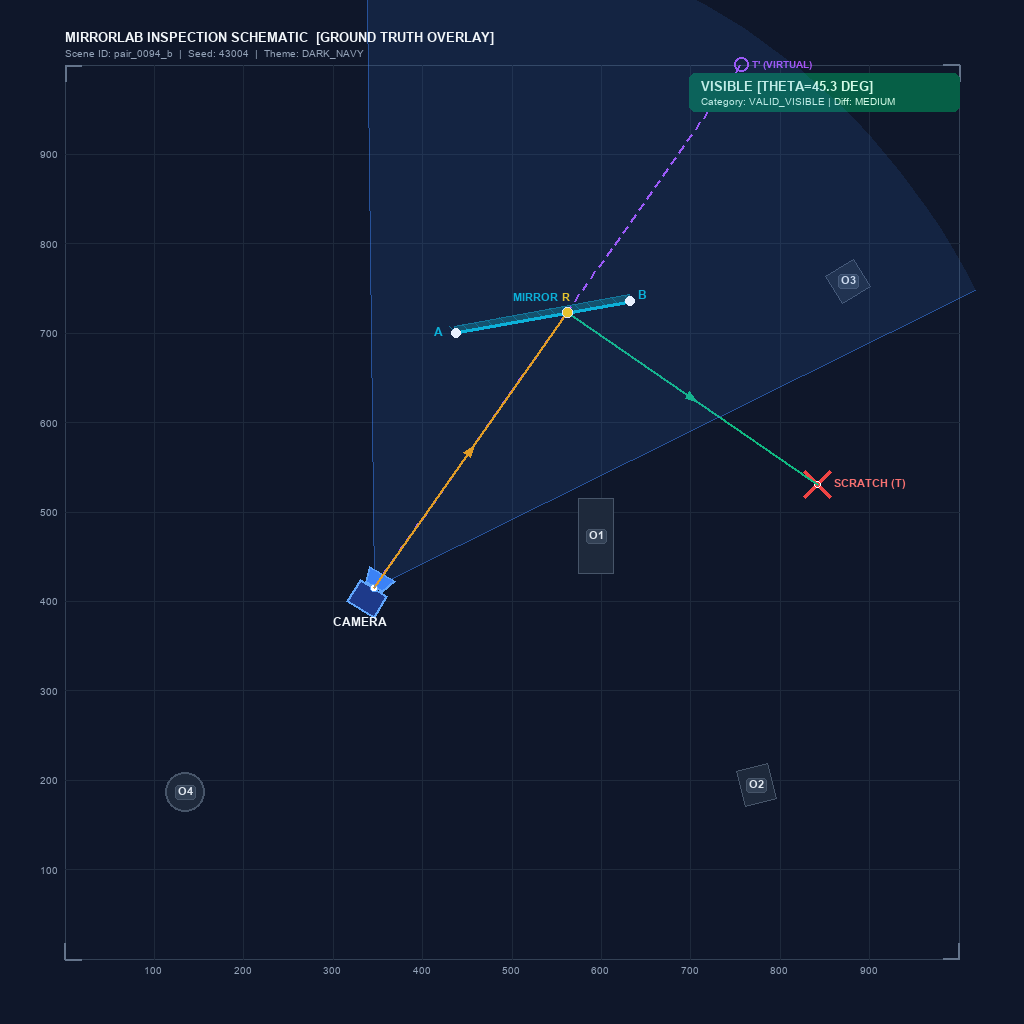 MIRRORLAB INSPECTION SCHEMATIC [GROUND TRUTH OVERLAY]
Scene ID: pair_0094_b | Seed: 43004 | Theme: DARK_NAVY
T' (VIRTUAL)
VISIBLE [THETA=45.3 DEG]
Category: VALID_VISIBLE | Diff: MEDIUM
900
800
O3
MIRROR R
B
A
700
600
SCRATCH (T)
500
O1
400
CAMERA
300
200
O4
O2
100
100 200 300 400 500 600 700 800 900